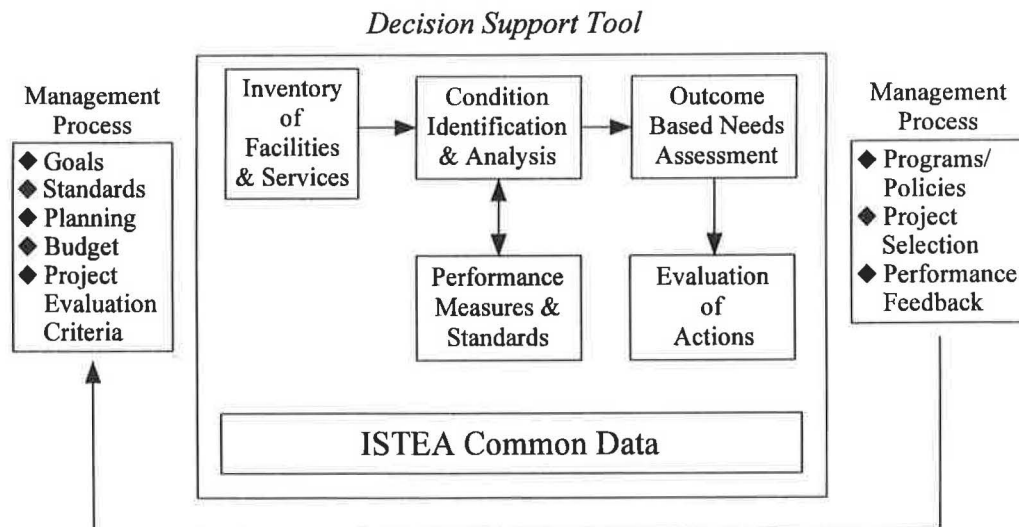 Decision Support Tool
Management
Process
◆ Goals
◆ Standards
◆ Planning
◆ Budget
◆ Project
Evaluation
Criteria
Inventory
of
Facilities
& Services
Condition
Identification
& Analysis
Outcome
Based Needs
Assessment
Performance
Measures &
Standards
Evaluation
of
Actions
ISTEA Common Data
Management
Process
◆ Programs/
Policies
◆ Project
Selection
◆ Performance
Feedback